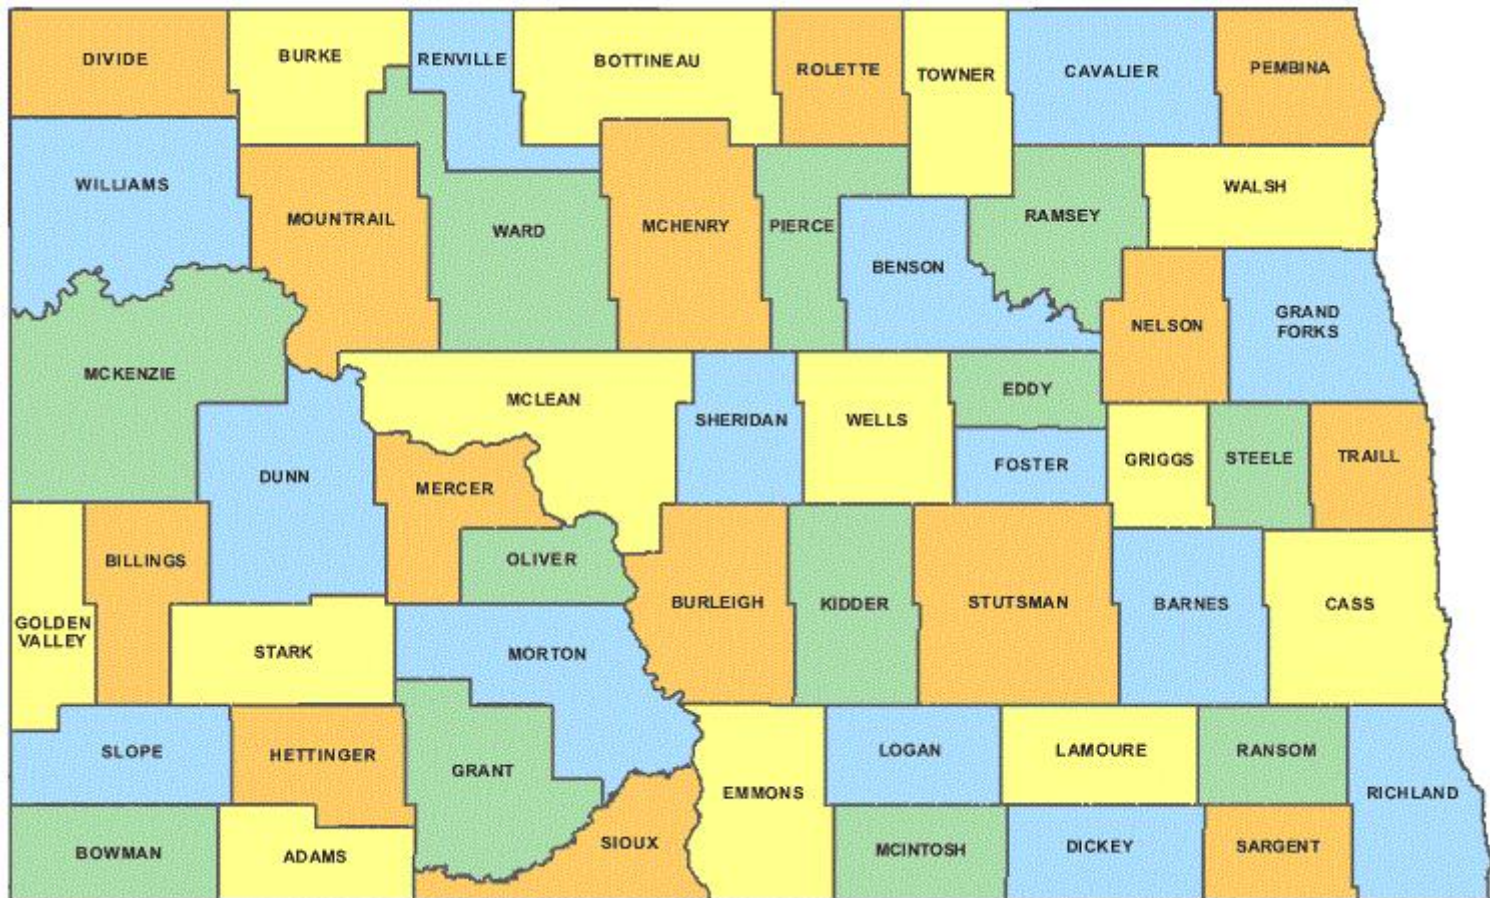 DIVIDE
BURKE
RENVILLE
BOTTINEAU
ROLETTE
TOWNER
CAVALIER
PEMBINA
WILLIAMS
MOUNTRAIL
WARD
MCHENRY
PIERCE
BENSON
RAMSEY
WALSH
NELSON
GRAND
FORKS
MCKENZIE
DUNN
MCLEAN
MERCER
SHERIDAN
WELLS
EDDY
FOSTER
GRIGGS
STEELE
TRAILL
GOLDEN
VALLEY
BILLINGS
STARK
OLIVER
MORTON
BURLEIGH
KIDDER
STUTSMAN
BARNES
CASS
SLOPE
HETTINGER
GRANT
EMMONS
LOGAN
LAMOURE
RANSOM
RICHLAND
BOWMAN
ADAMS
SIOUX
MCINTOSH
DICKEY
SARGENT